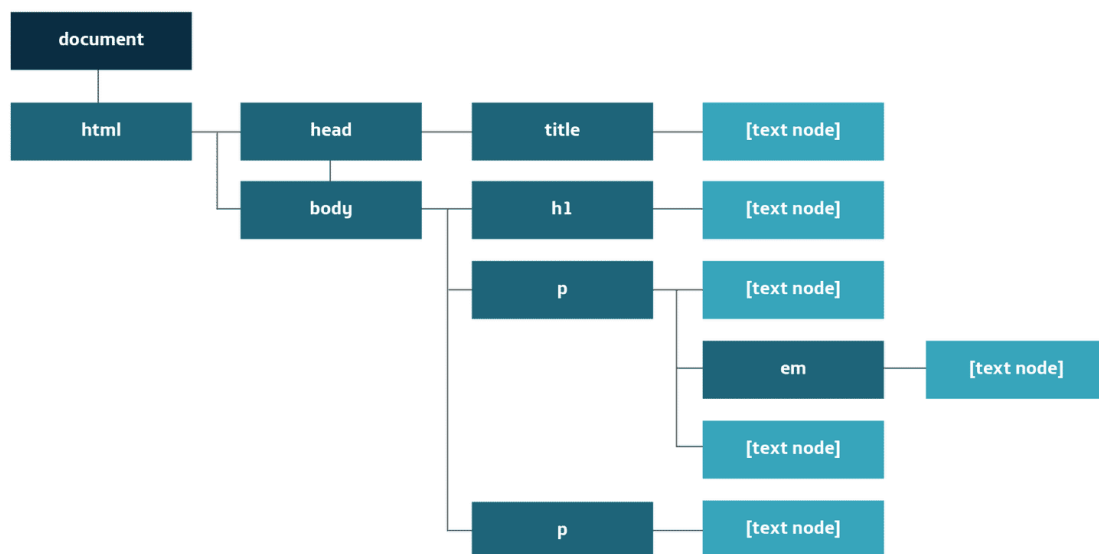 document
html
head
title
[text node]
body
h1
[text node]
p
[text node]
em
[text node]
[text node]
p
[text node]